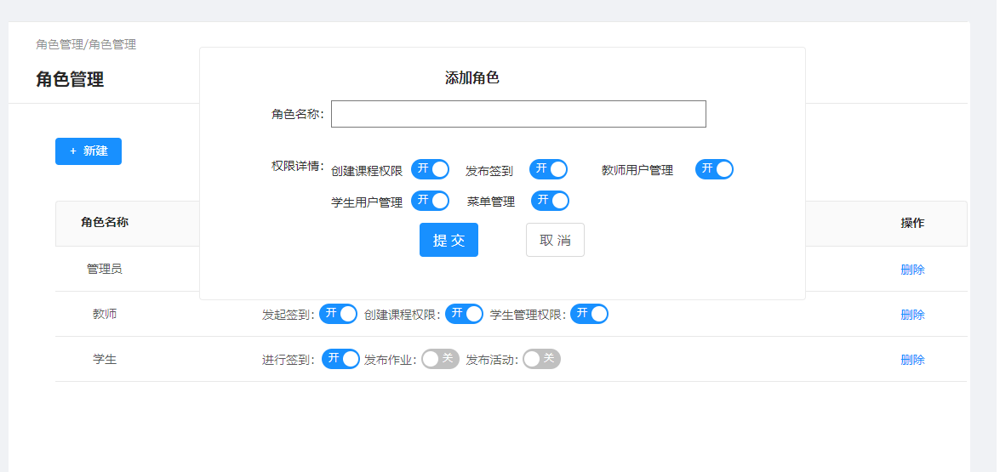 角色管理/角色管理
角色管理
添加角色
角色名称:
+ 新建
权限详情: 创建课程权限 开 发布签到 开 教师用户管理 开
学生用户管理 开 菜单管理 开
提 交 取 消
角色名称 操作
管理员 删除
教师 发起签到: 开 创建课程权限: 开 学生管理权限: 开 删除
学生 进行签到: 开 发布作业: 关 发布活动: 关 删除